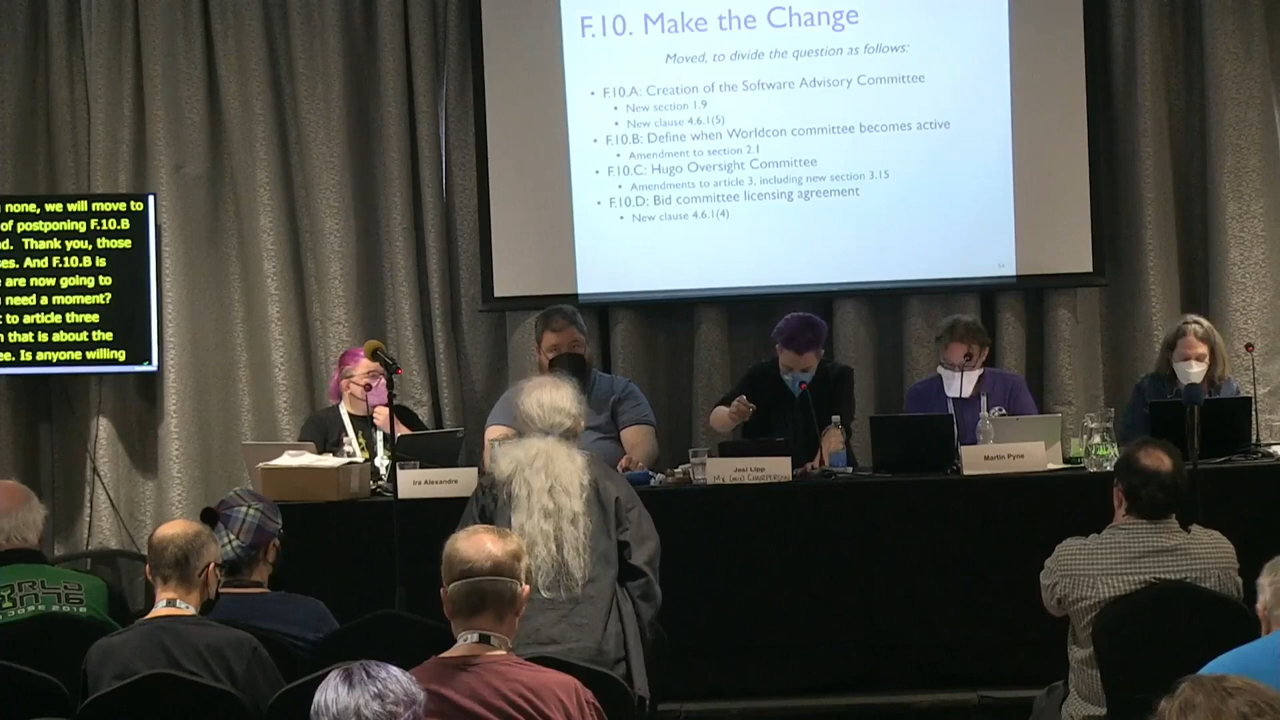 F.10. Make the Change
Moved, to divide the question as follows:
• F.10.A: Creation of the Software Advisory Committee
• New section 1.9
• New clause 4.6.1(5)
• F.10.B: Define when Worldcon committee becomes active
• Amendment to section 2.1
• F.10.C: Hugo Oversight Committee
• Amendments to article 3, including new section 3.15
• F.10.D: Bid committee licensing agreement
• New clause 4.6.1(4)
none, we will move to
of postponing F.10.B
d. Thank you, those
es. And F.10.B is
are now going to
need a moment?
to article three
that is about the
ee. Is anyone willing
Ira Alexandre
Jesi Lipp
CHAIRPERSON
Martin Pyne